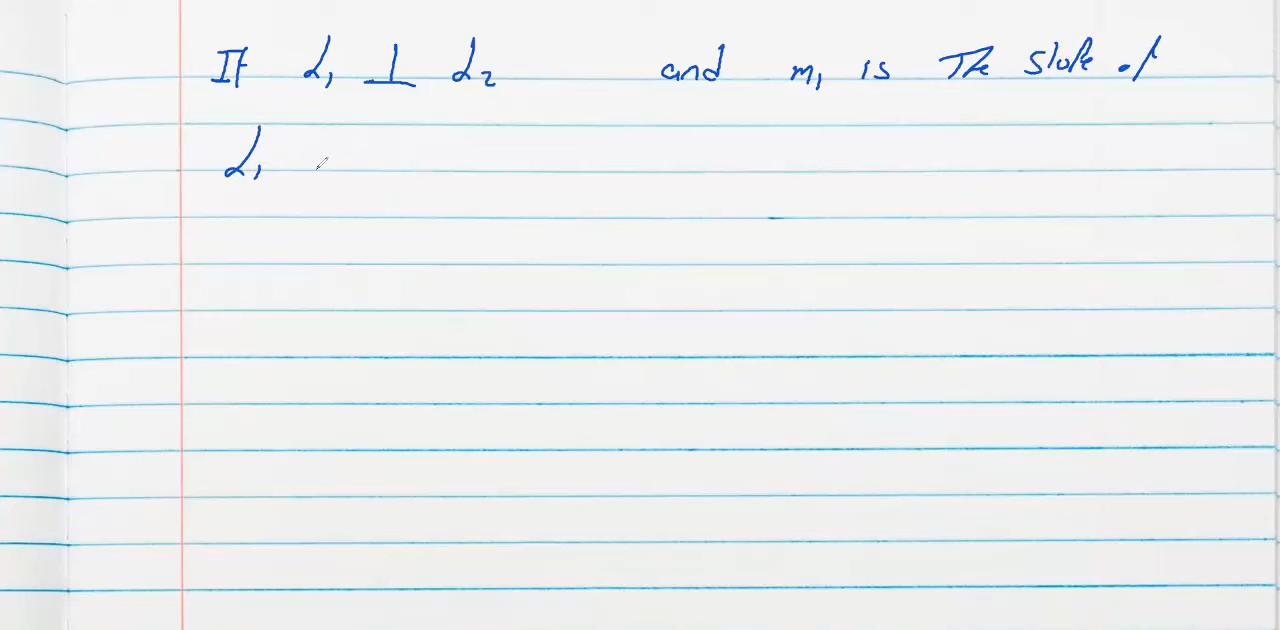 If L₁ ⊥ L₂ and m₁ is The slope of
L₁